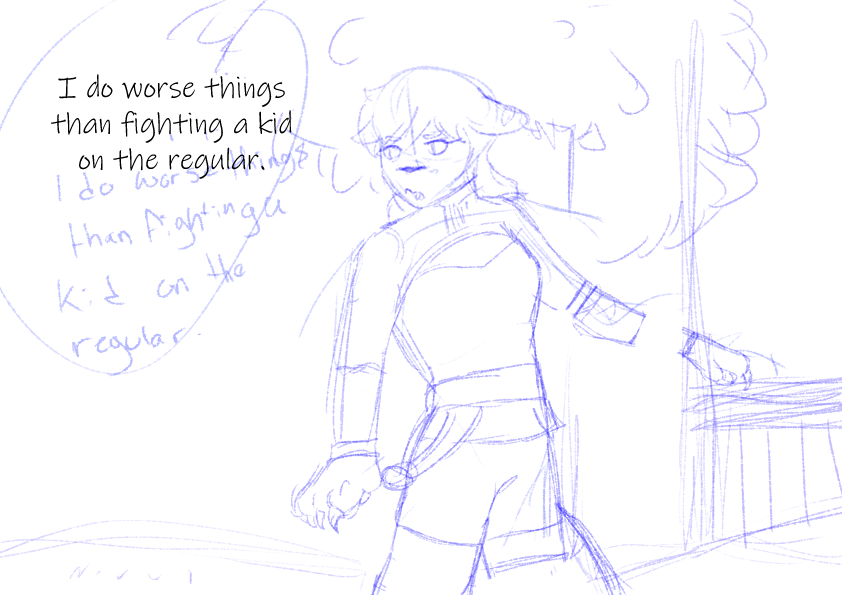 I do worse things
than fighting a kid
on the regular.
I do worse things
than fighting a
kid on the
regular.